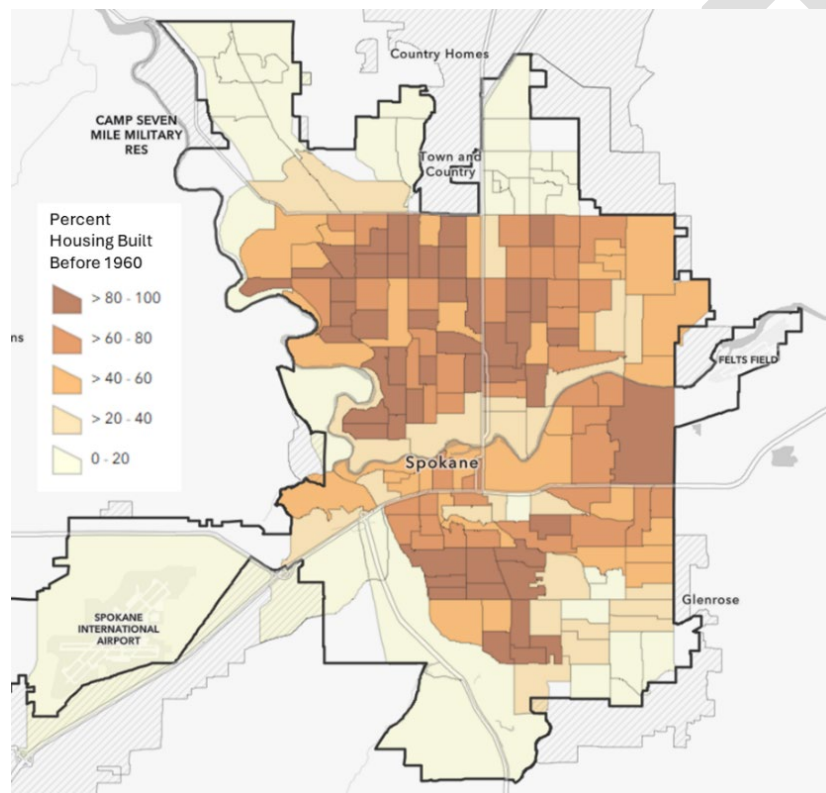 Country Homes
CAMP SEVEN
MILE MILITARY
RES
Town and
Country
Percent
Housing Built
Before 1960
> 80 - 100
> 60 - 80
> 40 - 60
> 20 - 40
0 - 20
ns
FELTS FIELD
Spokane
Glenrose
SPOKANE
INTERNATIONAL
AIRPORT